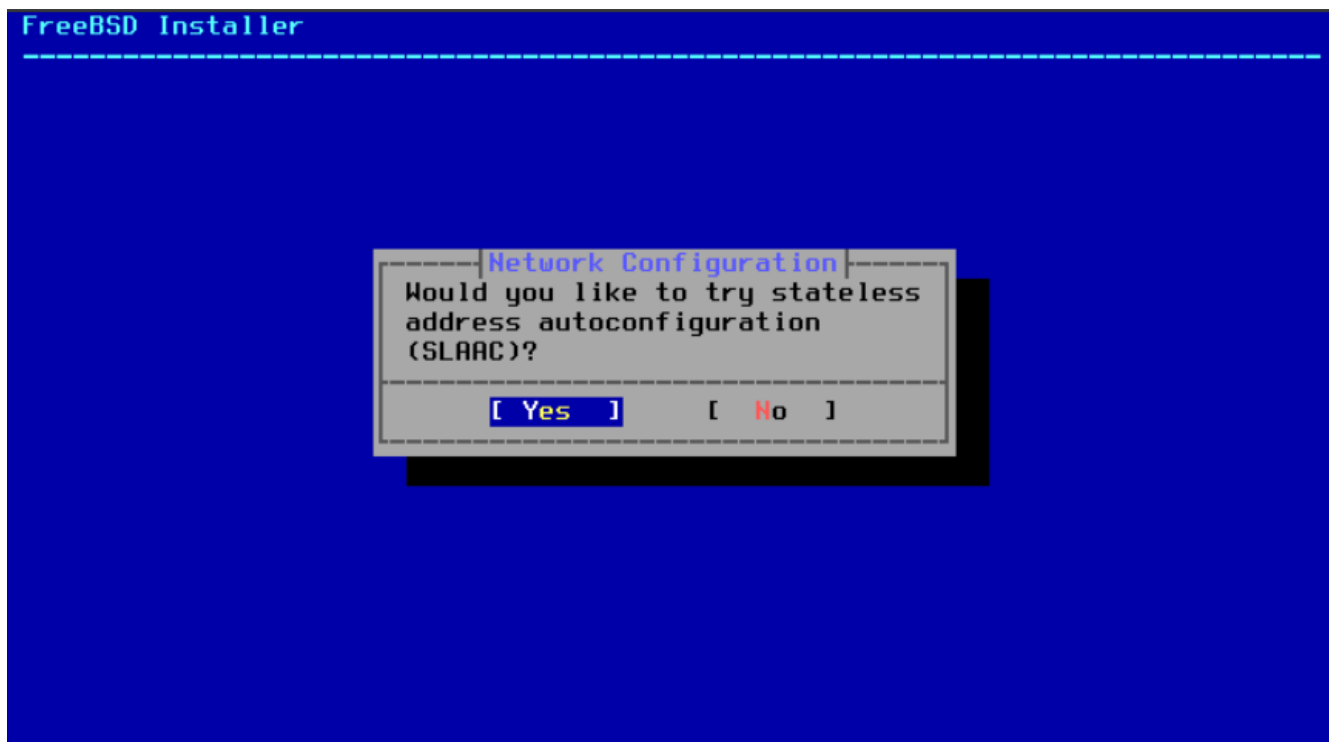 FreeBSD Installer
Network Configuration
Would you like to try stateless
address autoconfiguration
(SLAAC)?
[ Yes ] [ No ]